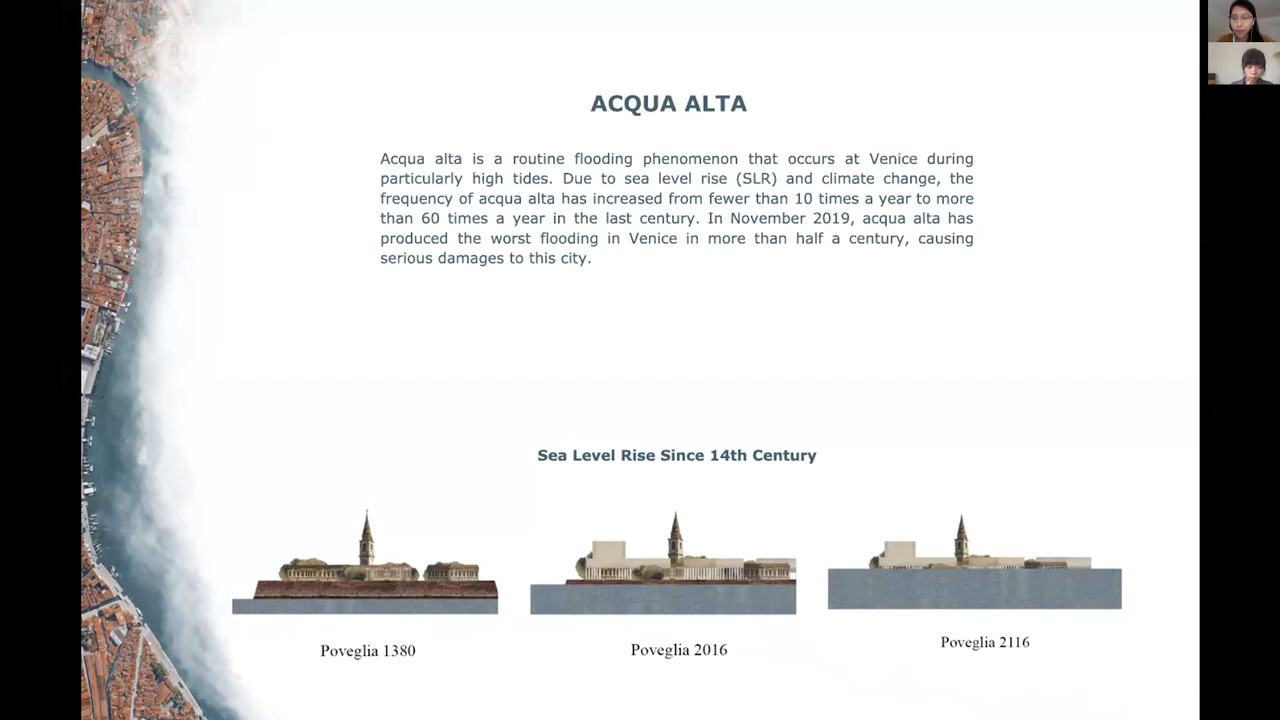 ACQUA ALTA
Acqua alta is a routine flooding phenomenon that occurs at Venice during
particularly high tides. Due to sea level rise (SLR) and climate change, the
frequency of acqua alta has increased from fewer than 10 times a year to more
than 60 times a year in the last century. In November 2019, acqua alta has
produced the worst flooding in Venice in more than half a century, causing
serious damages to this city.
Sea Level Rise Since 14th Century
Poveglia 1380
Poveglia 2016
Poveglia 2116